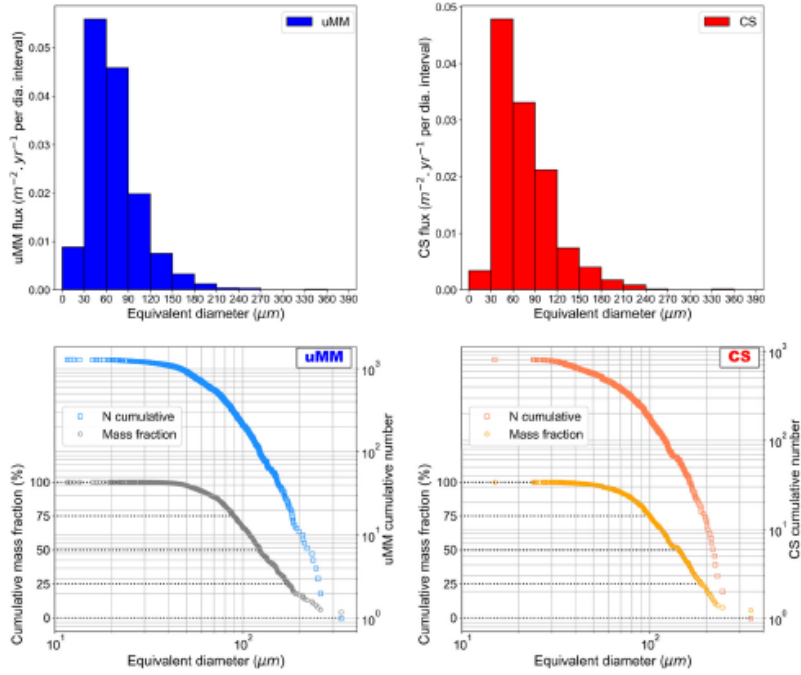 uMM
uMM flux (m⁻². yr⁻¹ per dia. interval)
0.05
0.04
0.03
0.02
0.01
0.00
0 30 60 90 120 150 180 210 240 270 300 330 360 390
Equivalent diameter (μm)
CS
CS flux (m⁻². yr⁻¹ per dia. interval)
0.05
0.04
0.03
0.02
0.01
0.00
0 30 60 90 120 150 180 210 240 270 300 330 360 390
Equivalent diameter (μm)
uMM
N cumulative
Mass fraction
Cumulative mass fraction (%)
100
75
50
25
0
uMM cumulative number
10³
10²
10¹
10⁰
10¹ 10²
Equivalent diameter (μm)
CS
N cumulative
Mass fraction
Cumulative mass fraction (%)
100
75
50
25
0
CS cumulative number
10³
10²
10¹
10⁰
10¹ 10²
Equivalent diameter (μm)